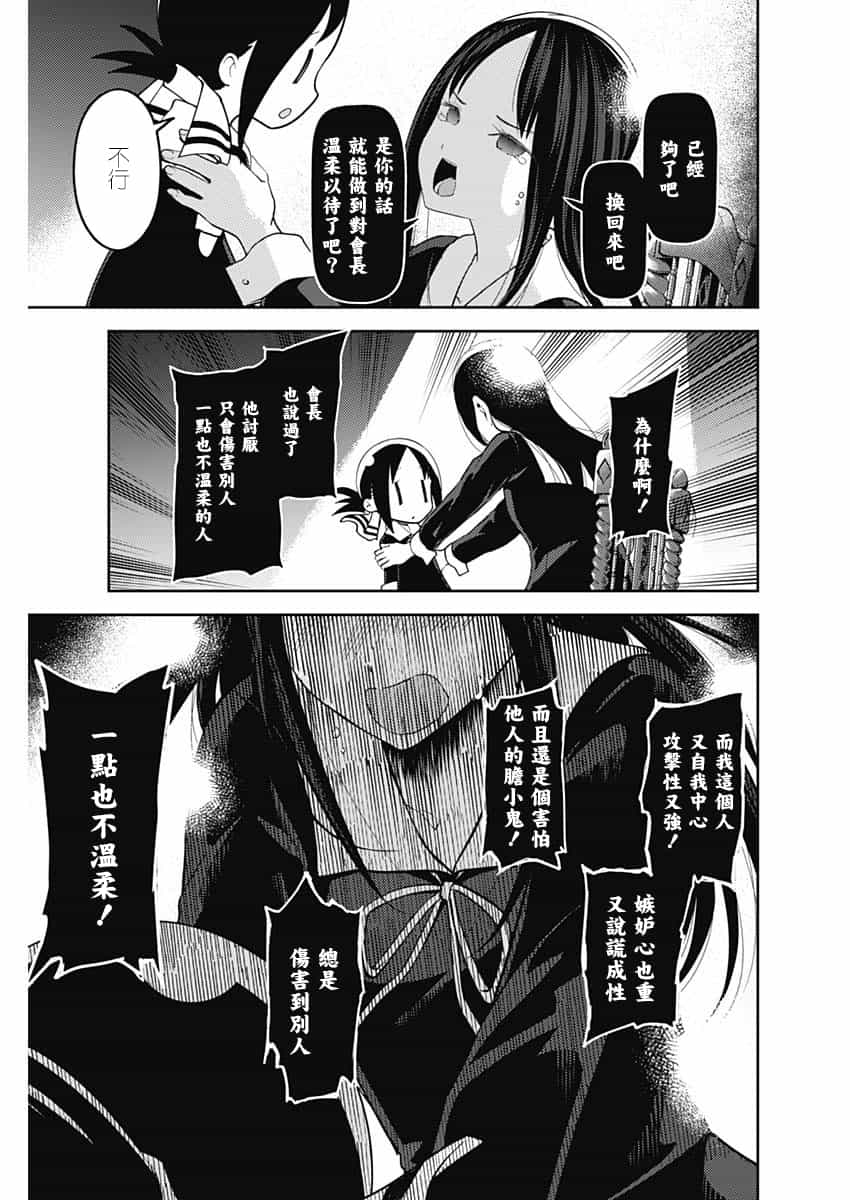 已經
夠了吧
換回來吧
是你的話
就能做到對會長
溫柔以待了吧？
不行
為什麼啊！
會長
也說過了
他討厭
只會傷害別人
一點也不溫柔的人
而我這個人
又自我中心
攻擊性又強！
而且還是個害怕
他人的膽小鬼！
嫉妒心也重
又說謊成性
總是
傷害到別人
一點也不溫柔！